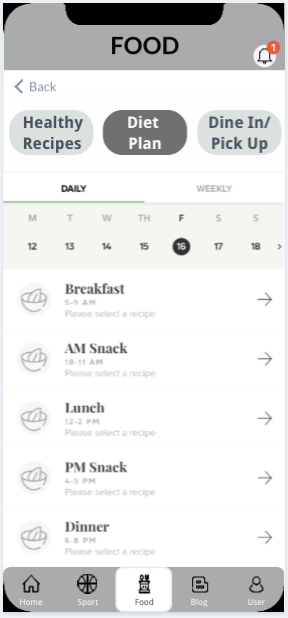 FOOD
1
Back
Healthy Recipes
Diet Plan
Dine In/ Pick Up
DAILY WEEKLY
M T W TH F S S
12 13 14 15 16 17 18 >
Breakfast
5-9 AM
Please select a recipe
AM Snack
10-11 AM
Please select a recipe
Lunch
12-2 PM
Please select a recipe
PM Snack
4-5 PM
Please select a recipe
Dinner
6-8 PM
Please select a recipe
Home Sport Food Blog User